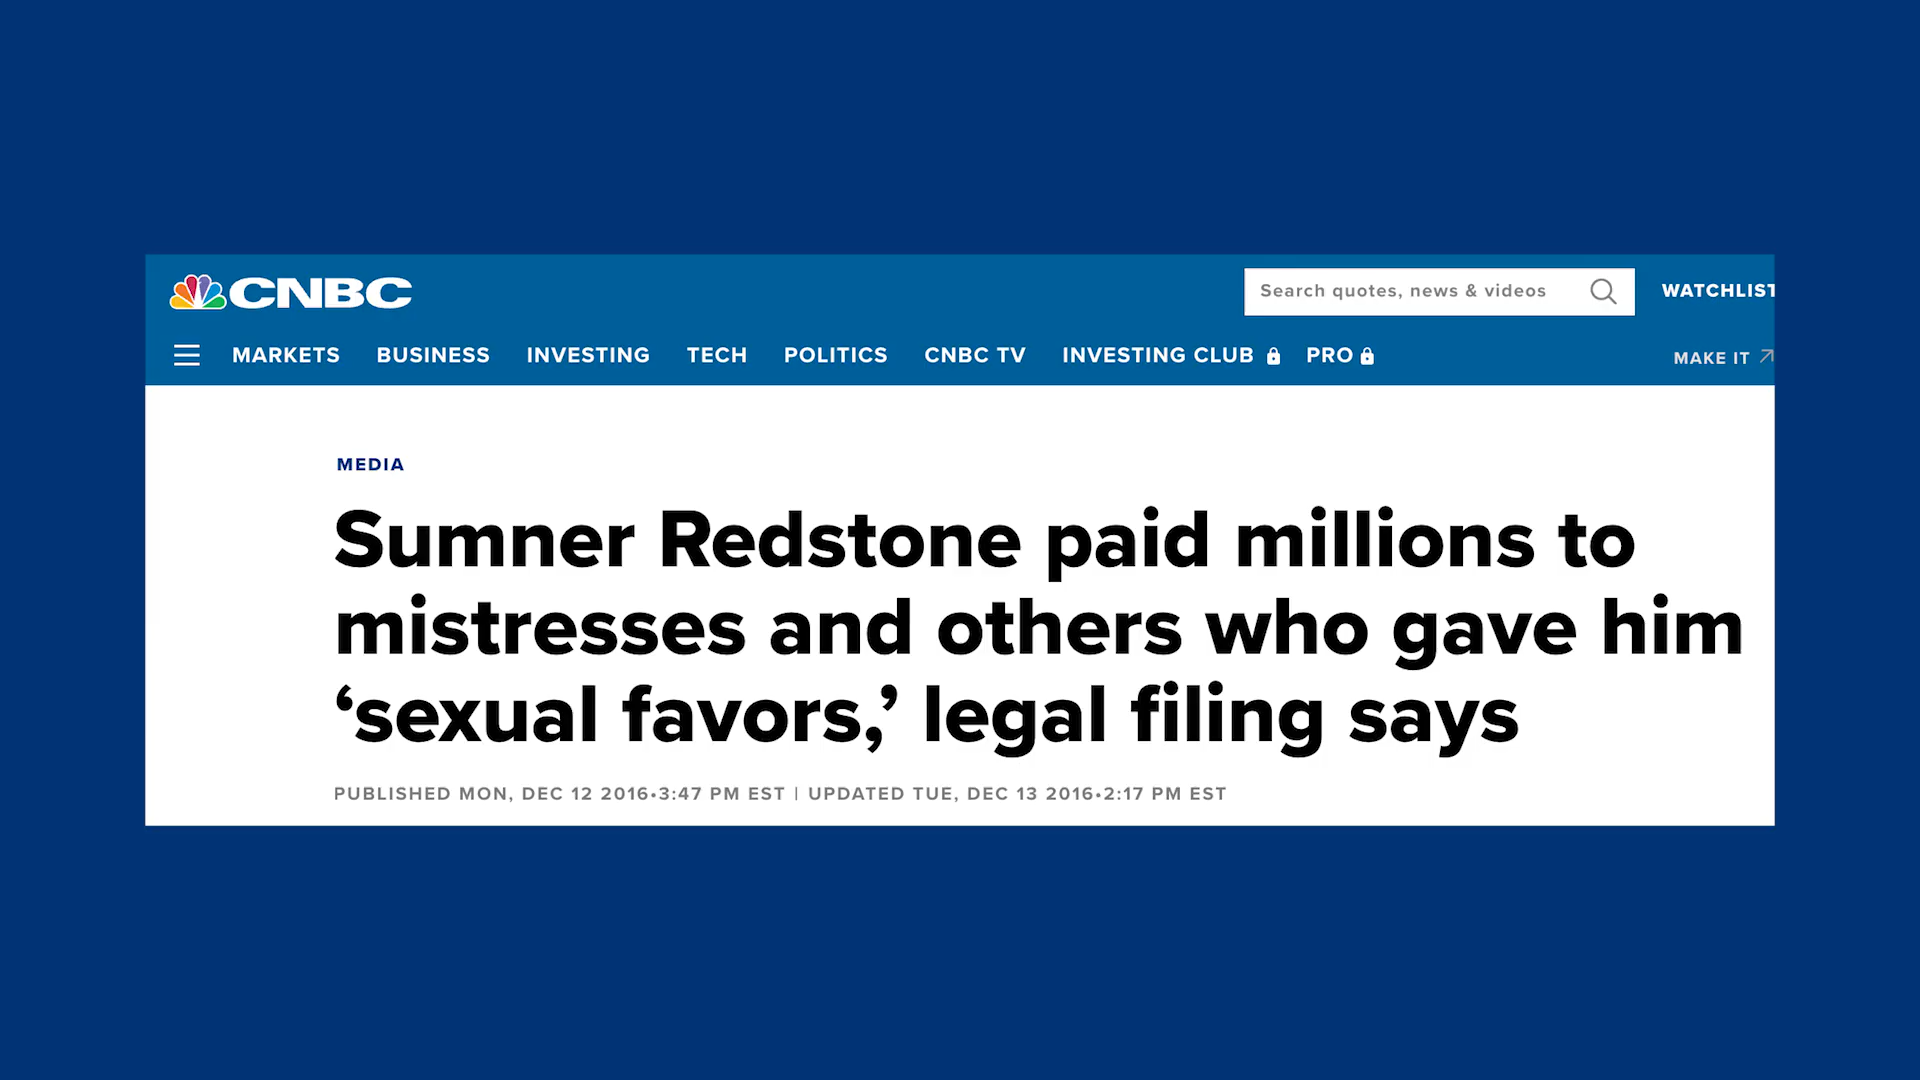 CNBC
Search quotes, news & videos
WATCHLIST
MARKETS BUSINESS INVESTING TECH POLITICS CNBC TV INVESTING CLUB PRO
MAKE IT
MEDIA
Sumner Redstone paid millions to
mistresses and others who gave him
‘sexual favors,’ legal filing says
PUBLISHED MON, DEC 12 2016•3:47 PM EST | UPDATED TUE, DEC 13 2016•2:17 PM EST